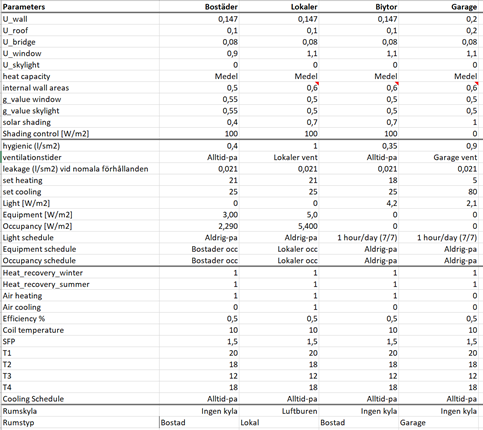 Parameters Bostäder Lokaler Biytor Garage
U_wall 0,147 0,147 0,147 0,2
U_roof 0,1 0,1 0,1 0,2
U_bridge 0,08 0,08 0,08 0,08
U_window 0,9 1,1 1,1 1,1
U_skylight 0 0 0 0
heat capacity Medel Medel Medel Medel
internal wall areas 0,5 0,6 0,6 0,6
g_value window 0,55 0,5 0,5 0,5
g_value skylight 0,55 0,5 0,5 0,5
solar shading 0,4 0,7 0,7 1
Shading control [W/m2] 100 100 100 0
hygienic (l/sm2) 0,4 1 0,35 0,9
ventilationstider Alltid-pa Lokaler vent Alltid-pa Garage vent
leakage (l/sm2) vid nomala förhållanden 0,021 0,021 0,021 0,021
set heating 21 21 18 5
set cooling 25 25 25 80
Light [W/m2] 0 0 4,2 2,1
Equipment [W/m2] 3,00 5,0 0 0
Occupancy [W/m2] 2,290 5,400 0 0
Light schedule Aldrig-pa Aldrig-pa 1 hour/day (7/7) 1 hour/day (7/7)
Equipment schedule Bostader occ Lokaler occ Aldrig-pa Aldrig-pa
Occupancy schedule Bostader occ Lokaler occ Aldrig-pa Aldrig-pa
Heat_recovery_winter 1 1 1 1
Heat_recovery_summer 1 1 1 1
Air heating 1 1 1 0
Air cooling 0 1 0 0
Efficiency % 0,5 0,5 0,5 0,5
Coil temperature 10 10 10 10
SFP 1,5 1,5 1,5 1,5
T1 20 20 20 20
T2 18 18 18 18
T3 12 12 12 12
T4 18 18 18 18
Cooling Schedule Alltid-pa Alltid-pa Alltid-pa Alltid-pa
Rumskyla Ingen kyla Luftburen Ingen kyla Ingen kyla
Rumstyp Bostad Lokal Bostad Garage